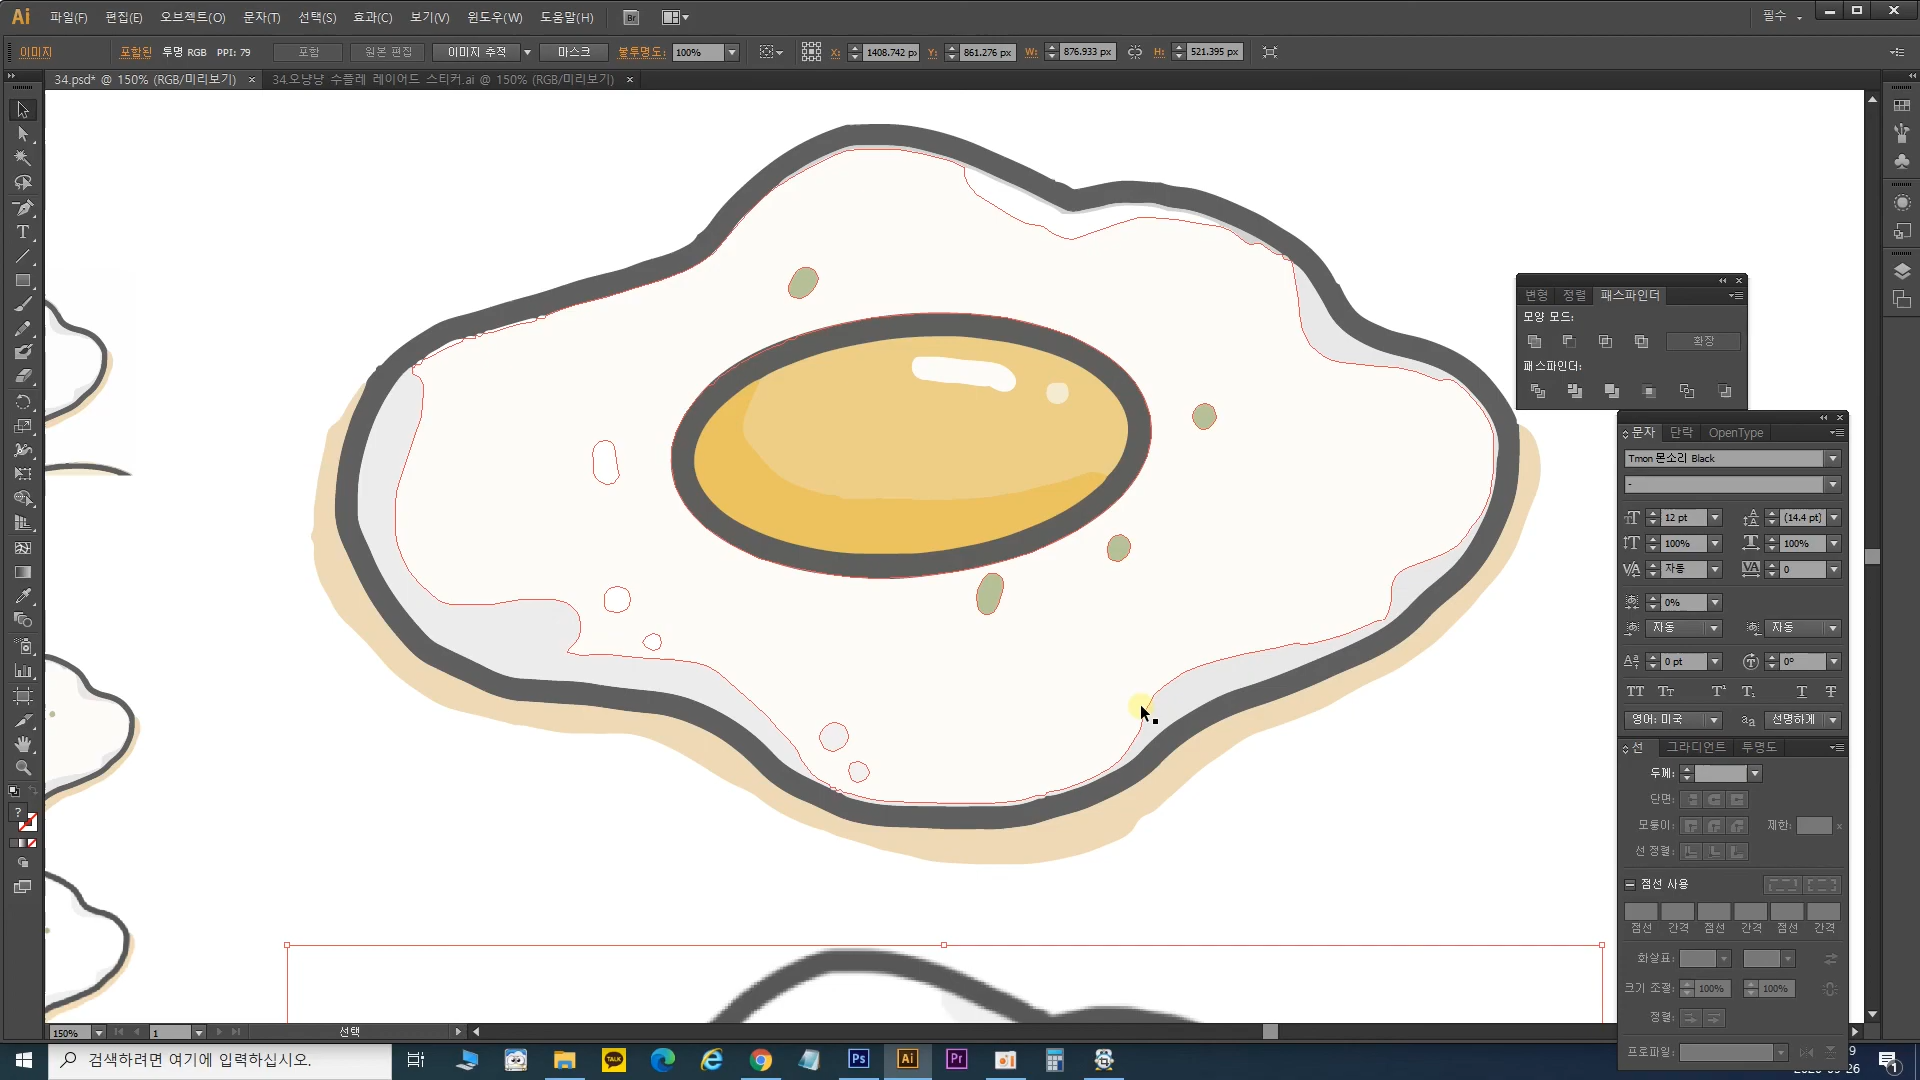 Ai 파일(F) 편집(E) 오브젝트(O) 문자(T) 선택(S) 효과(C) 보기(V) 윈도우(W) 도움말(H) Br 필수
이미지 포함된 투명 RGB PPI: 79 포함 원본 편집 이미지 추적 마스크 불투명도: 100% X: 1408.742 px Y: 861.276 px W: 876.933 px H: 521.395 px
34.psd* @ 150% (RGB/미리보기) × 34.오냥냥 수플레 레이어드 스티커.ai @ 150% (RGB/미리보기) ×
변형 정렬 패스파인더
모양 모드:
확장
패스파인더:
문자 단락 OpenType
Tmon 몬소리 Black
-
12 pt (14.4 pt)
100% 100%
자동 0
0%
자동 자동
0 pt 0°
영어: 미국 선명하게
선 그라디언트 투명도
두께:
단면:
모퉁이: 제한: x
선 정렬:
점선 사용
점선 간격 점선 간격 점선 간격
화살표:
크기 조절: 100% 100%
정렬:
프로파일:
150% 1 선택
검색하려면 여기에 입력하십시오. TALK Ps Ai Pr 1